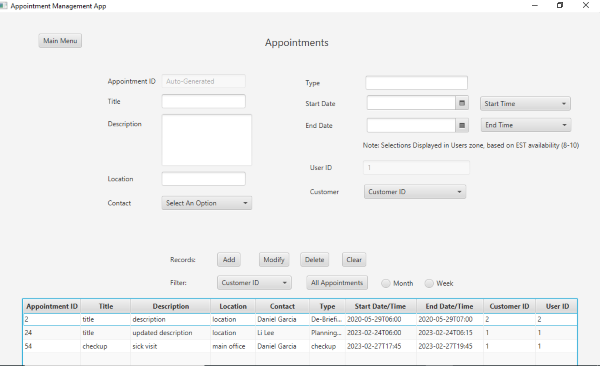 Appointment Management App
Main Menu
Appointments
Appointment ID Auto-Generated
Title
Description
Location
Contact Select An Option
Type
Start Date Start Time
End Date End Time
Note: Selections Displayed in Users zone, based on EST availability (8-10)
User ID 1
Customer Customer ID
Records: Add Modify Delete Clear
Filter: Customer ID All Appointments Month Week
Appointment ID Title Description Location Contact Type Start Date/Time End Date/Time Customer ID User ID
2 title description location Daniel Garcia De-Briefi... 2020-05-29T06:00 2020-05-29T07:00 2 2
24 title updated description location Li Lee Planning... 2023-02-24T06:00 2023-02-24T06:15 1 1
54 checkup sick visit main office Daniel Garcia checkup 2023-02-27T17:45 2023-02-27T19:45 1 1